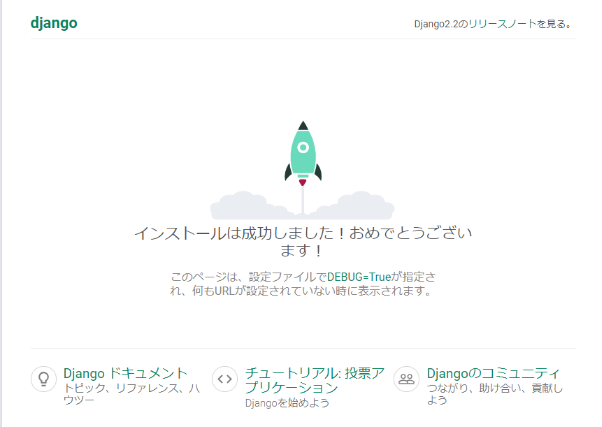 django
Django2.2のリリースノートを見る。
インストールは成功しました！おめでとうござい
ます！
このページは、設定ファイルでDEBUG=Trueが指定さ
れ、何もURLが設定されていない時に表示されます。
Django ドキュメント
トピック、リファレンス、ハ
ウツー
チュートリアル: 投票ア
プリケーション
Djangoを始めよう
Djangoのコミュニティ
つながり、助け合い、貢献し
よう